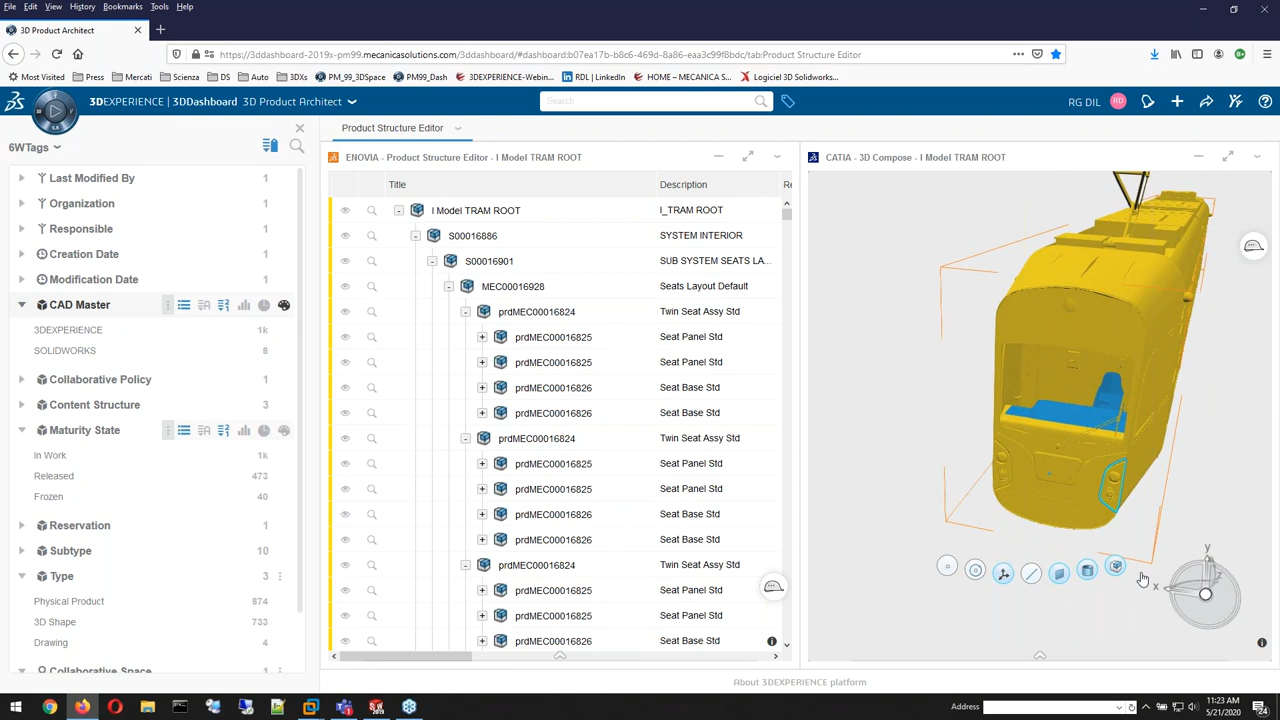 File Edit View History Bookmarks Tools Help
3D Product Architect
https://3ddashboard-2019x-pm99.mecanicasolutions.com/3ddashboard/#dashboard:b07ea17b-b8c6-469d-8a86-eaa3c99f8bdc/tab:Product Structure Editor
Most Visited Press Mercati Scienza DS Auto 3DXs PM_99_3DSpace PM99_Dash 3DEXPERIENCE-Webin... RDL | LinkedIn HOME – MECANICA S... Logiciel 3D Solidworks...
3DEXPERIENCE | 3DDashboard 3D Product Architect
Search
RG DIL RD
6WTags
Product Structure Editor
ENOVIA - Product Structure Editor - I Model TRAM ROOT
CATIA - 3D Compose - I Model TRAM ROOT
Last Modified By 1
Organization 1
Responsible 1
Creation Date 1
Modification Date 1
CAD Master
3DEXPERIENCE 1k
SOLIDWORKS 8
Collaborative Policy 1
Content Structure 3
Maturity State
In Work 1k
Released 473
Frozen 40
Reservation 1
Subtype 10
Type 3
Physical Product 874
3D Shape 733
Drawing 4
Collaborative Space 1
Title Description Re
I Model TRAM ROOT I_TRAM ROOT
S00016886 SYSTEM INTERIOR
S00016901 SUB SYSTEM SEATS LA...
MEC00016928 Seats Layout Default
prdMEC00016824 Twin Seat Assy Std
prdMEC00016825 Seat Panel Std
prdMEC00016825 Seat Panel Std
prdMEC00016826 Seat Base Std
prdMEC00016826 Seat Base Std
prdMEC00016824 Twin Seat Assy Std
prdMEC00016825 Seat Panel Std
prdMEC00016825 Seat Panel Std
prdMEC00016826 Seat Base Std
prdMEC00016826 Seat Base Std
prdMEC00016824 Twin Seat Assy Std
prdMEC00016825 Seat Panel Std
prdMEC00016825 Seat Panel Std
prdMEC00016826 Seat Base Std
y
x
About 3DEXPERIENCE platform
Address
11:23 AM
5/21/2020
24